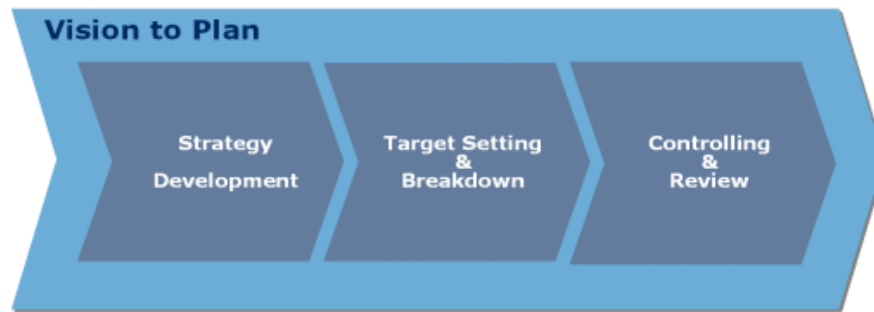 Vision to Plan
Strategy
Development
Target Setting
&
Breakdown
Controlling
&
Review